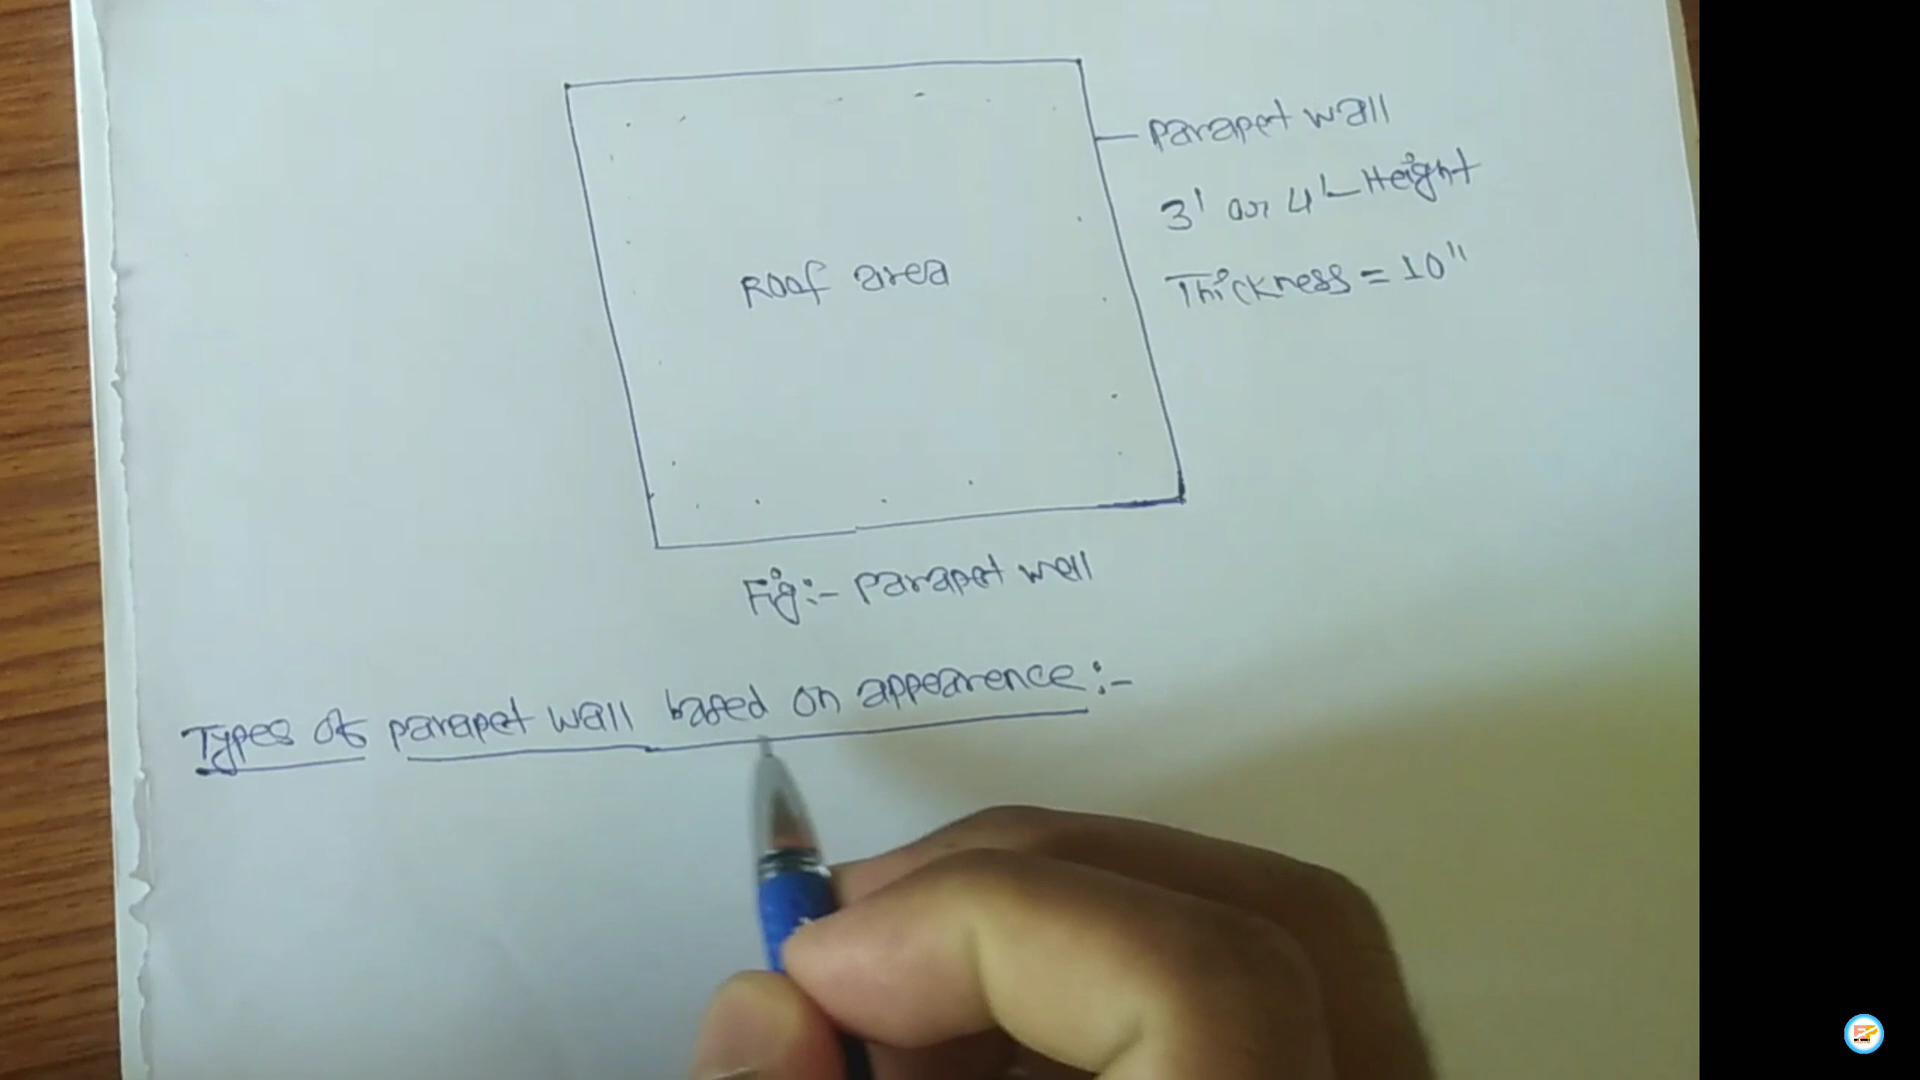 Parapet wall
3' or 4' Height
Thickness = 10"
Roof area
Fig:- Parapet wall
Types of parapet wall based on appearence:-